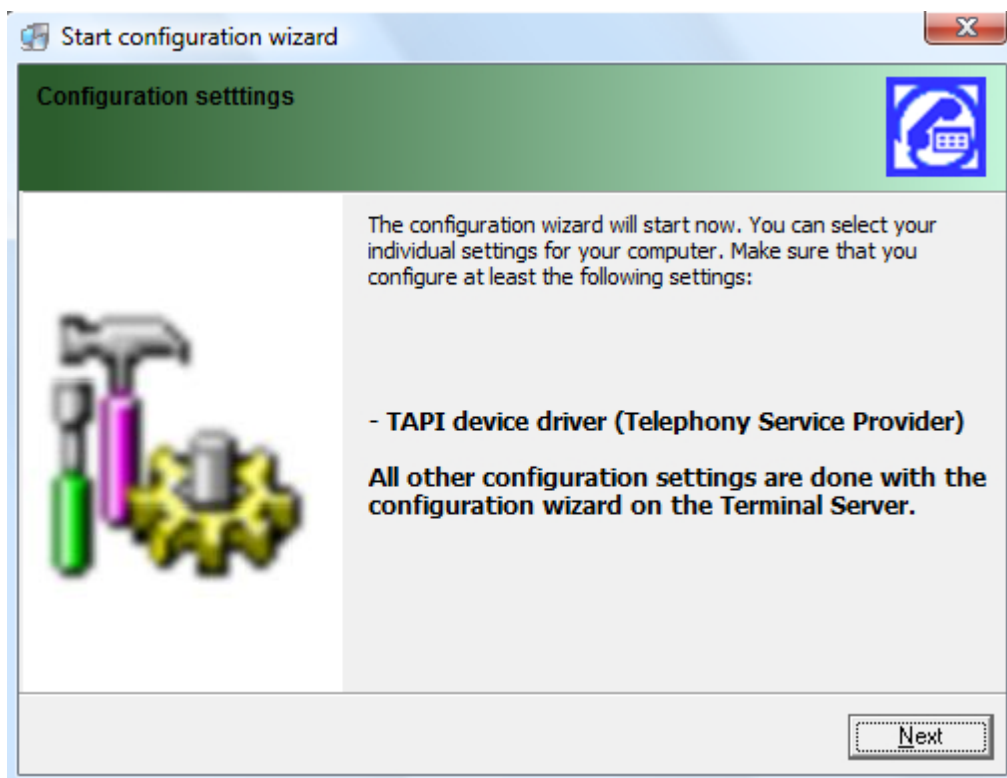 Start configuration wizard
Configuration setttings
The configuration wizard will start now. You can select your
individual settings for your computer. Make sure that you
configure at least the following settings:
- TAPI device driver (Telephony Service Provider)
All other configuration settings are done with the
configuration wizard on the Terminal Server.
Next